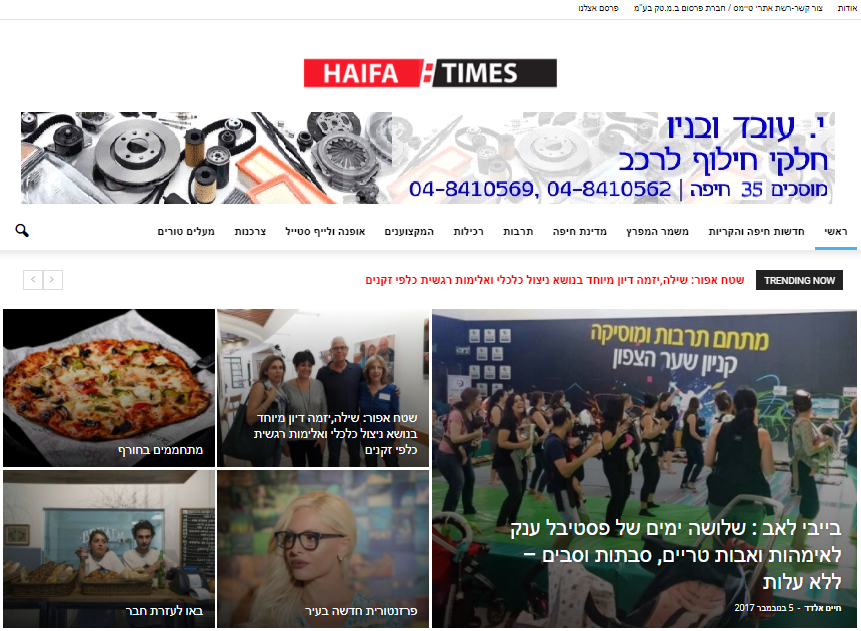 אודות
צור קשר-רשת אתרי טיימס / חברת פרסום ב.מ.טק בע"מ
פרסם אצלנו
HAIFA:TIMES
י. עובד ובניו
חלקי חילוף לרכב
מוסכים 35 חיפה | 04-8410569, 04-8410562
ראשי
חדשות חיפה והקריות
משמר המפרץ
מדינת חיפה
תרבות
רכילות
המקצוענים
אופנה ולייף סטייל
צרכנות
מעלים טורים
TRENDING NOW
שטח אפור: שילה,יזמה דיון מיוחד בנושא ניצול כלכלי ואלימות רגשית כלפי זקנים
מתחם תרבות ומוסיקה
קניון שער הצפון
בייבי לאב : שלושה ימים של פסטיבל ענק
לאימהות ואבות טריים, סבתות וסבים –
ללא עלות
חיים אלדד - 5 בנובמבר 2017
שטח אפור: שילה,יזמה דיון מיוחד
בנושא ניצול כלכלי ואלימות רגשית
כלפי זקנים
מתחממים בחורף
פרזנטורית חדשה בעיר
באו לעזרת חבר